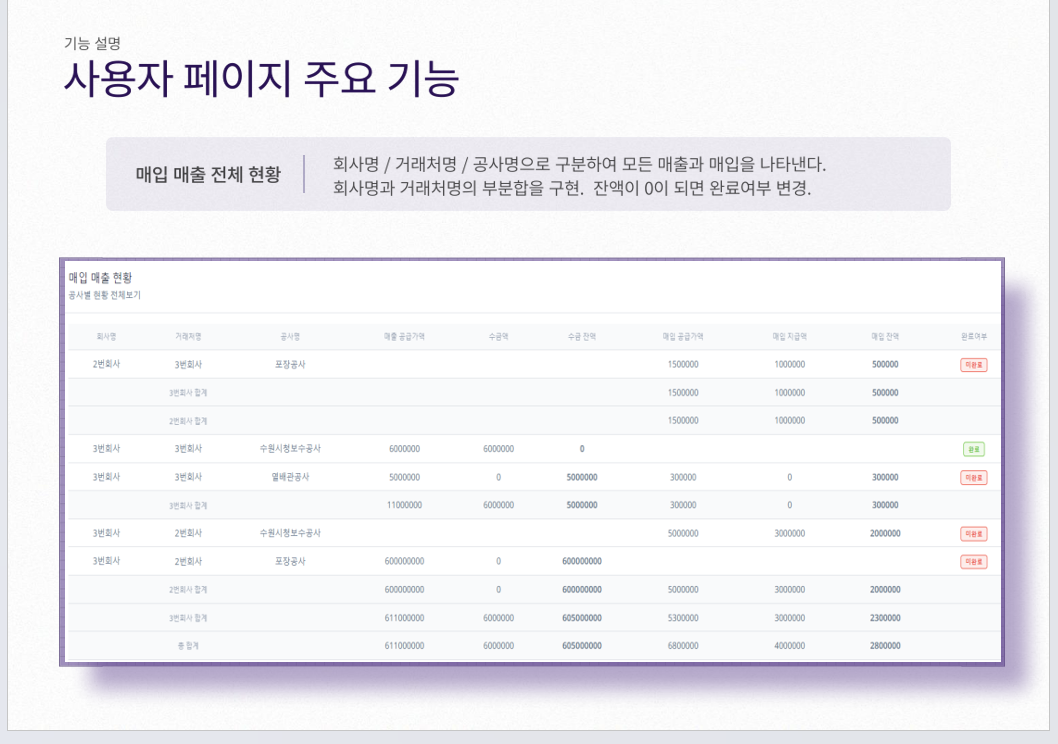 기능 설명
사용자 페이지 주요 기능
매입 매출 전체 현황
회사명 / 거래처명 / 공사명으로 구분하여 모든 매출과 매입을 나타낸다.
회사명과 거래처명의 부분합을 구현. 잔액이 0이 되면 완료여부 변경.
매입 매출 현황
공사별 현황 전체보기
회사명 거래처명 공사명 매출 공급가액 수금액 수금 잔액 매입 공급가액 매입 지급액 매입 잔액 완료여부
2번회사 3번회사 포장공사 1500000 1000000 500000 미완료
3번회사 합계 1500000 1000000 500000
2번회사 합계 1500000 1000000 500000
3번회사 3번회사 수원시청보수공사 6000000 6000000 0 완료
3번회사 3번회사 열배관공사 5000000 0 5000000 300000 0 300000 미완료
3번회사 합계 11000000 6000000 5000000 300000 0 300000
3번회사 2번회사 수원시청보수공사 5000000 3000000 2000000 미완료
3번회사 2번회사 포장공사 600000000 0 600000000 미완료
2번회사 합계 600000000 0 600000000 5000000 3000000 2000000
3번회사 합계 611000000 6000000 605000000 5300000 3000000 2300000
총 합계 611000000 6000000 605000000 6800000 4000000 2800000